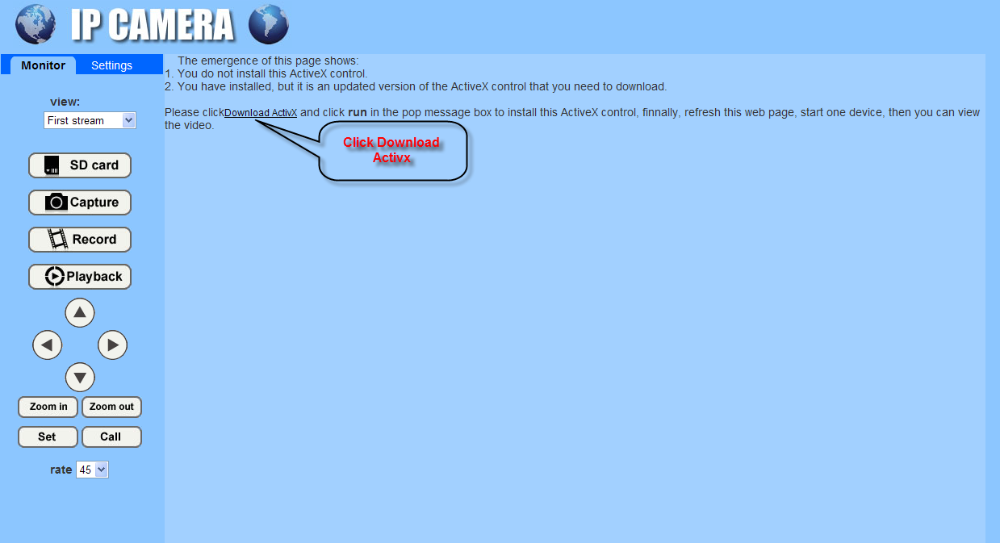 IP CAMERA
Monitor Settings
The emergence of this page shows:
1. You do not install this ActiveX control.
2. You have installed, but it is an updated version of the ActiveX control that you need to download.
Please clickDownload ActivX and click run in the pop message box to install this ActiveX control, finnally, refresh this web page, start one device, then you can view
the video.
Click Download
Activx
view:
First stream
SD card
Capture
Record
Playback
Zoom in Zoom out
Set Call
rate 45